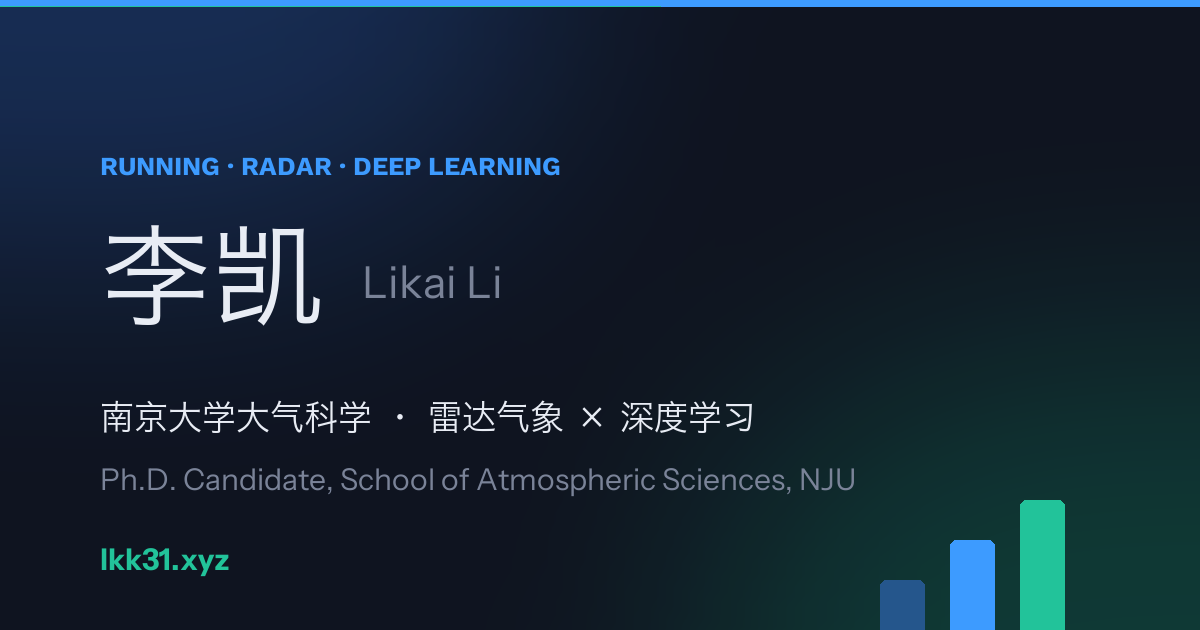 RUNNING · RADAR · DEEP LEARNING
李凯 Likai Li
南京大学大气科学 · 雷达气象 × 深度学习
Ph.D. Candidate, School of Atmospheric Sciences, NJU
lkk31.xyz